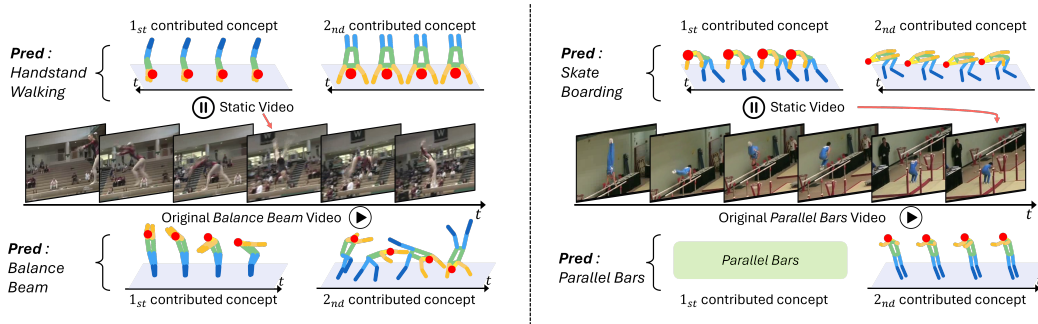 1st contributed concept
2nd contributed concept
Pred :
Handstand
Walking
t
t
Static Video
Original Balance Beam Video
t
Pred :
Balance
Beam
t
t
1st contributed concept
2nd contributed concept
1st contributed concept
2nd contributed concept
Pred :
Skate
Boarding
t
t
Static Video
Original Parallel Bars Video
t
Pred :
Parallel Bars
Parallel Bars
t
1st contributed concept
2nd contributed concept